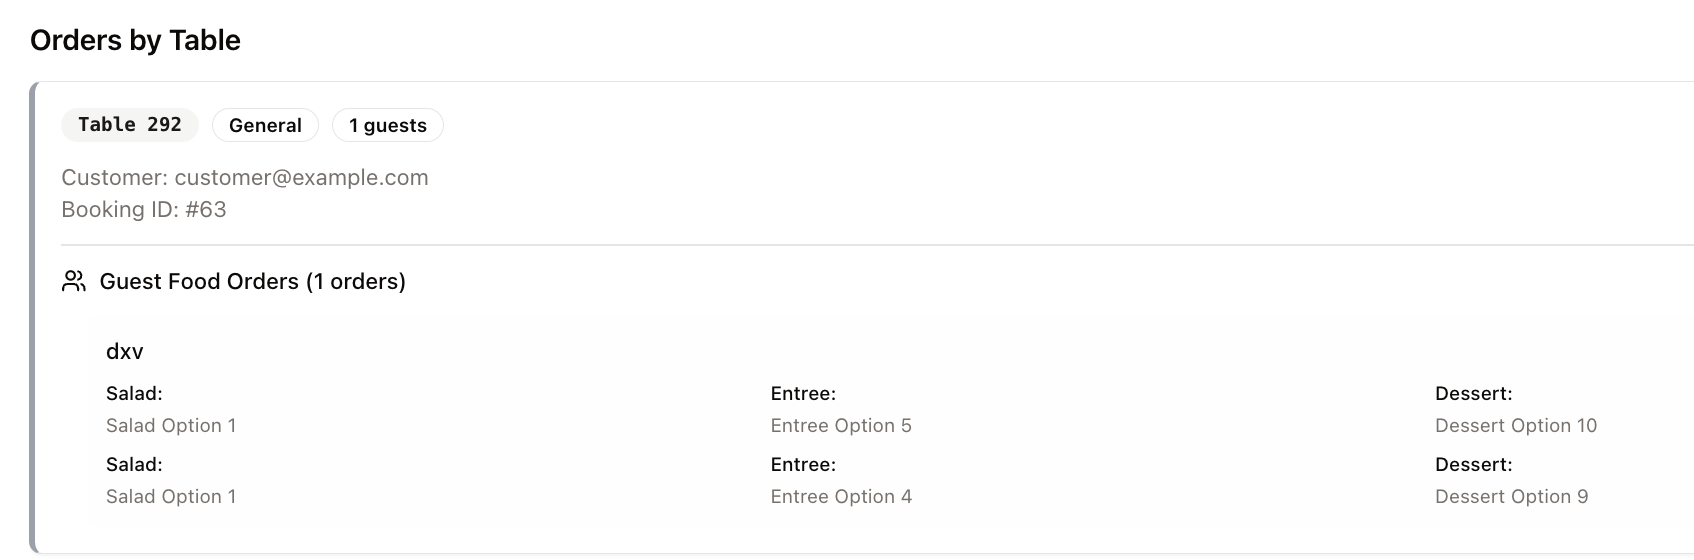 Orders by Table
Table 292 General 1 guests
Customer: customer@example.com
Booking ID: #63
Guest Food Orders (1 orders)
dxv
Salad: Entree: Dessert:
Salad Option 1 Entree Option 5 Dessert Option 10
Salad: Entree: Dessert:
Salad Option 1 Entree Option 4 Dessert Option 9